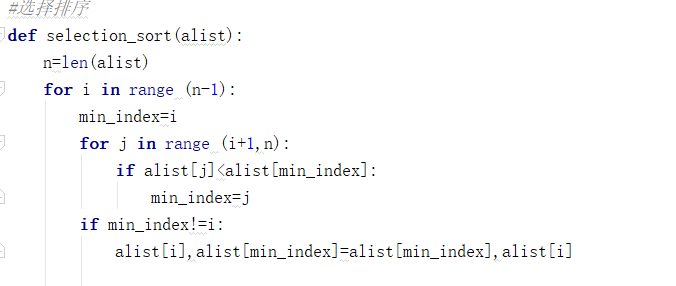 #选择排序
def selection_sort(alist):
    n=len(alist)
    for i in range (n-1):
        min_index=i
        for j in range (i+1,n):
            if alist[j]<alist[min_index]:
                min_index=j
        if min_index!=i:
            alist[i],alist[min_index]=alist[min_index],alist[i]